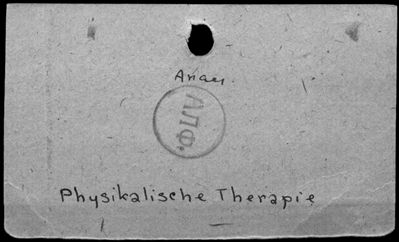 ЛПФ.
Physikalische Therapie